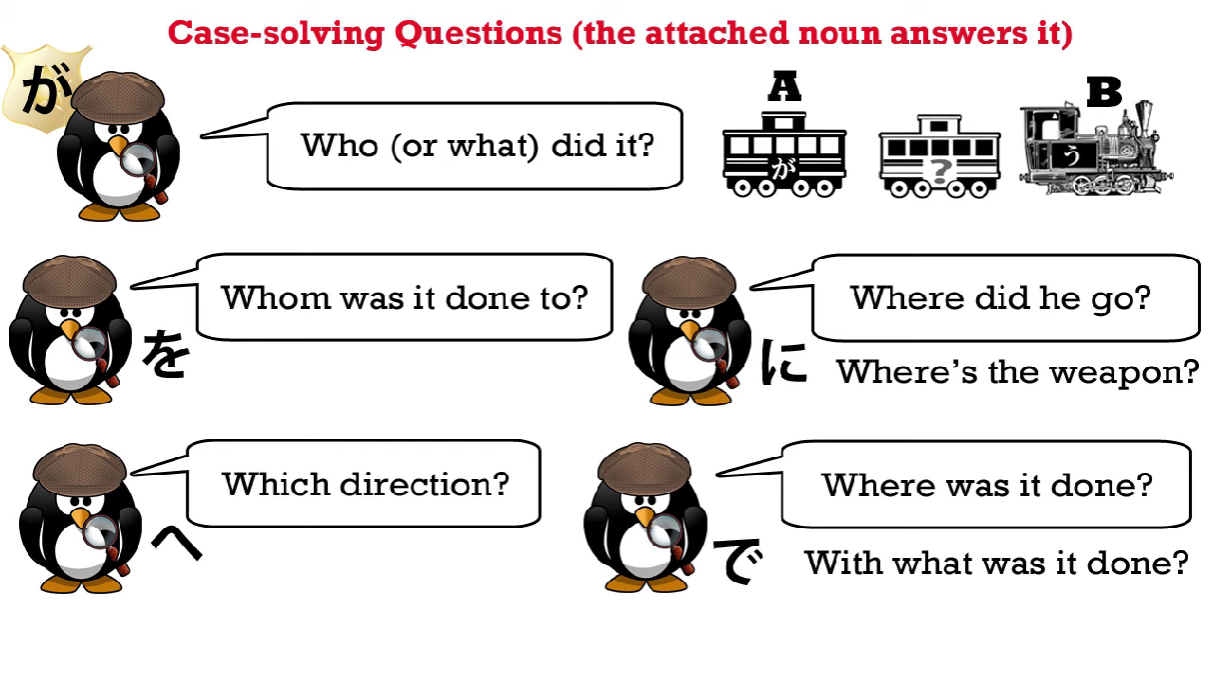 Case-solving Questions (the attached noun answers it)
が
Who (or what) did it?
A
B
が
?
う
を
Whom was it done to?
に
Where did he go?
Where's the weapon?
へ
Which direction?
で
Where was it done?
With what was it done?